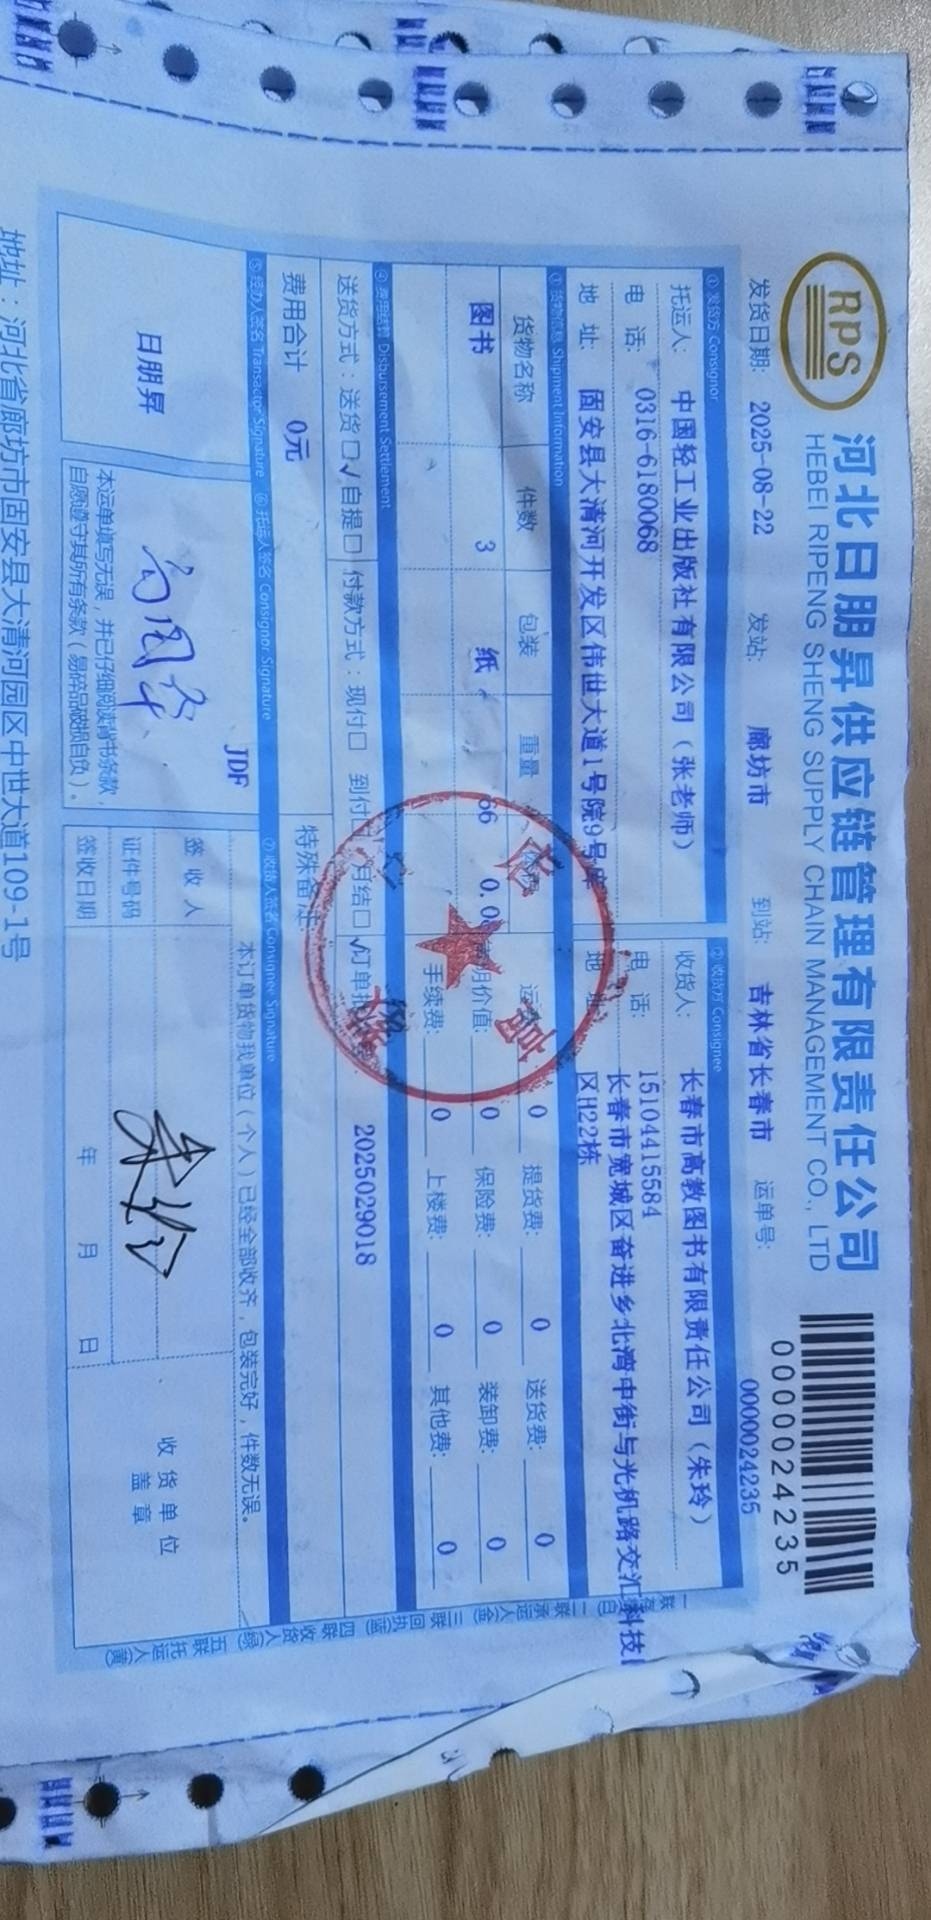 RPS
河北日朋昇供应链管理有限责任公司
HEBEI RIPENG SHENG SUPPLY CHAIN MANAGEMENT CO., LTD
0000024235
发货日期: 2025-08-22 发站: 廊坊市 到站: 吉林省长春市 运单号: 0000024235
① 发货方 Consignor ② 收货方 Consignee
托运人: 中国轻工业出版社有限公司(张老师) 收货人: 长春市高教图书有限责任公司(朱玲)
电 话: 0316-6180068 电 话: 15104415584
地 址: 固安县大清河开发区伟世大道1号院9号库 地 址: 长春市宽城区奋进乡北湾中街与光机路交汇科技
区H22栋
③ 货物信息 Shipment Information
货物名称 件数 包装 重量 体积 运 0 提货费: 0 送货费: 0
图书 3 纸 66 0.0 声明价值: 0 保险费: 0 装卸费: 0
手续费: 0 上楼费: 0 其他费: 0
④ 费用结算 Disbursement Settlement
送货方式:送货□√自提□ 付款方式:现付□ 到付□ 月结□√ 订单 2025029018
费用合计 0元 特殊备注
⑤ 经办人签名 Transactor Signature ⑥ 托运人签名 Consignor Signature ⑦ 收货人签名 Consignee Signature
JDF
本订单货物我单位(个人)已经全部收齐,包装完好,件数无误。
日朋昇
签 收 人
朱玲
证件号码
收 货 单 位
盖 章
签收日期 年 月 日
本运单填写无误,并已仔细阅读背书条款,
自愿遵守其所有条款(易碎品破损自负)。
一联存根(白) 二联承运人(金) 三联回执(蓝) 四联收货人(绿) 五联托运人(黄)
地址:河北省廊坊市固安县大清河园区中世大道109-1号